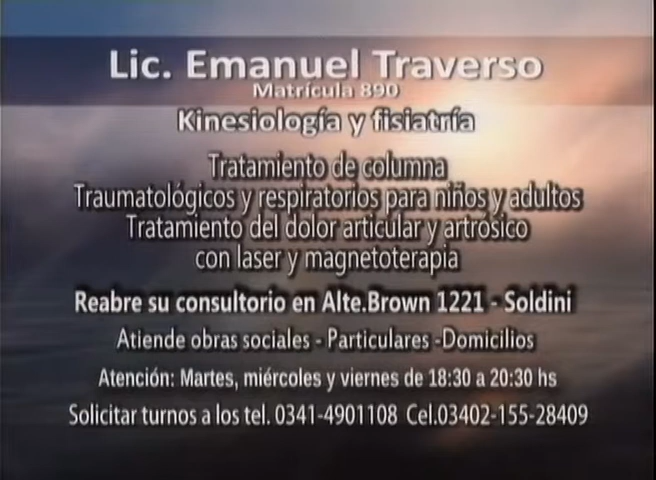 Lic. Emanuel Traverso
Matrícula 890
Kinesiología y fisiatría
Tratamiento de columna
Traumatológicos y respiratorios para niños y adultos
Tratamiento del dolor articular y artrósico
con laser y magnetoterapia
Reabre su consultorio en Alte.Brown 1221 - Soldini
Atiende obras sociales - Particulares -Domicilios
Atención: Martes, miércoles y viernes de 18:30 a 20:30 hs
Solicitar turnos a los tel. 0341-4901108 Cel.03402-155-28409